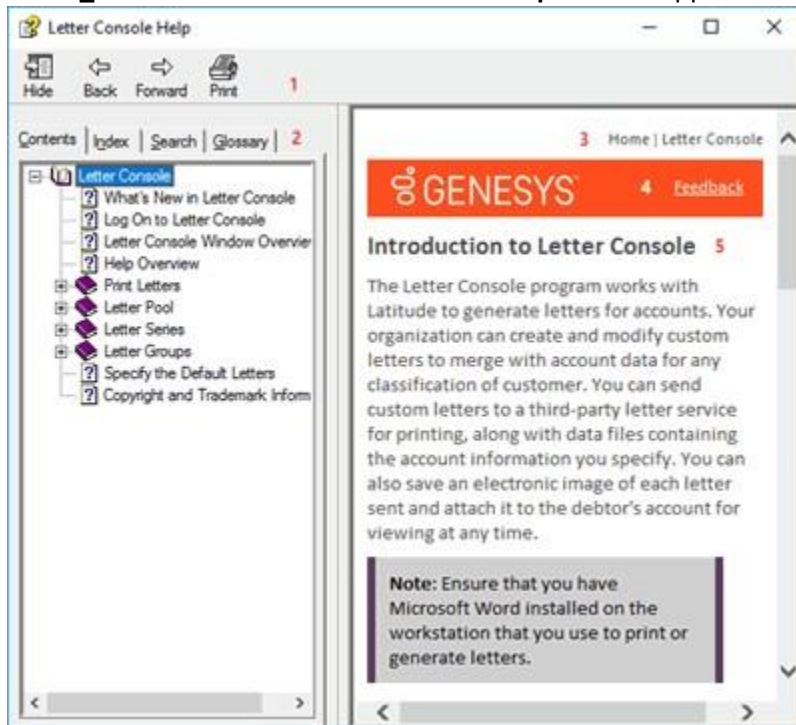 Letter Console Help
Hide Back Forward Print 1
Contents Index Search Glossary 2
Letter Console
What's New in Letter Console
Log On to Letter Console
Letter Console Window Overvie
Help Overview
Print Letters
Letter Pool
Letter Series
Letter Groups
Specify the Default Letters
Copyright and Trademark Inform
3 Home | Letter Console
GENESYS 4 Feedback
Introduction to Letter Console 5
The Letter Console program works with
Latitude to generate letters for accounts. Your
organization can create and modify custom
letters to merge with account data for any
classification of customer. You can send
custom letters to a third-party letter service
for printing, along with data files containing
the account information you specify. You can
also save an electronic image of each letter
sent and attach it to the debtor's account for
viewing at any time.
Note: Ensure that you have
Microsoft Word installed on the
workstation that you use to print or
generate letters.